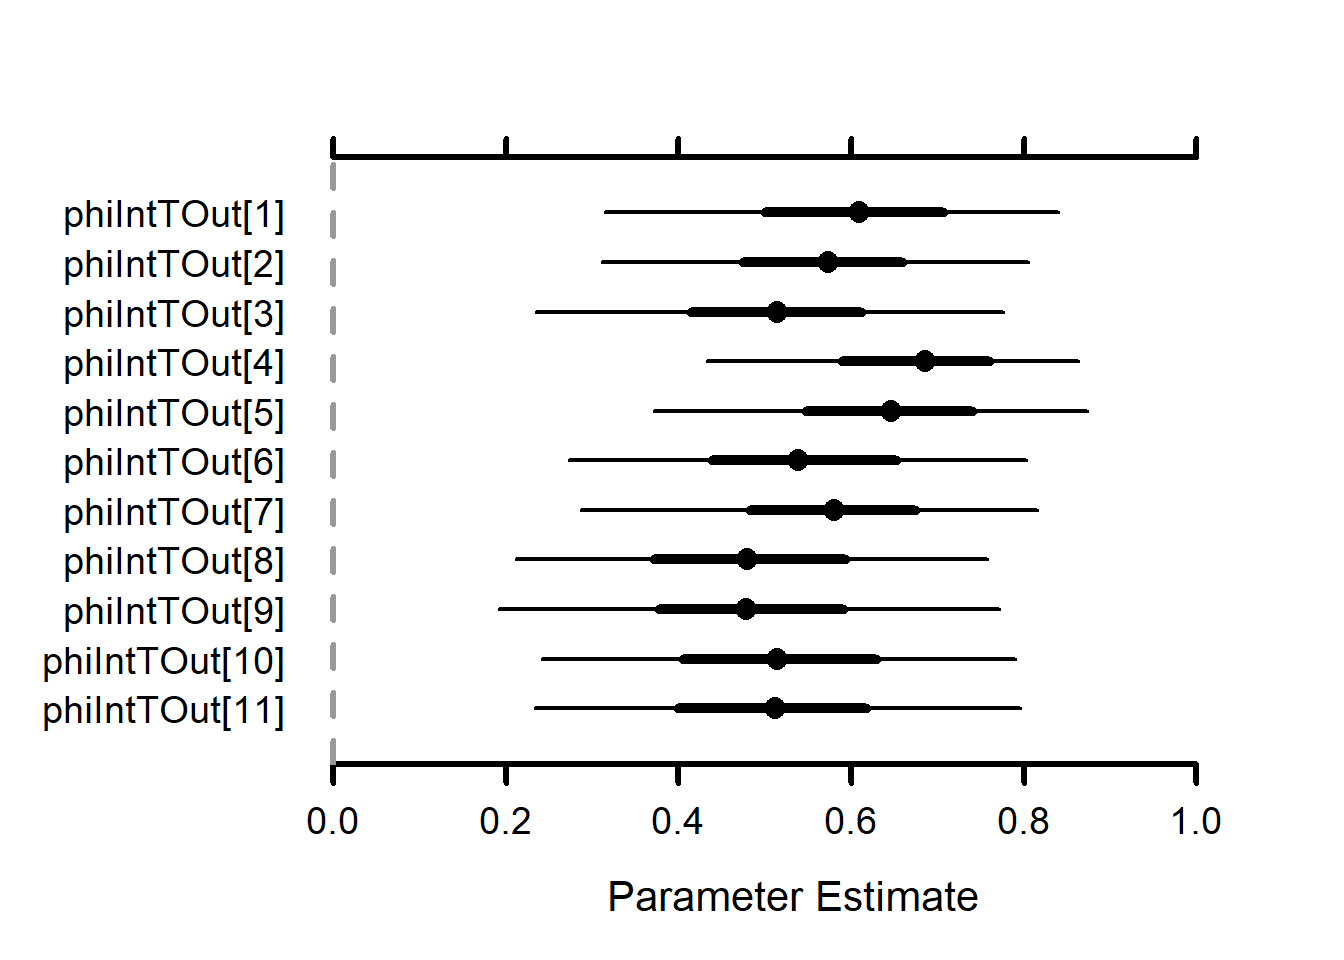 phiIntTOut[1]
phiIntTOut[2]
phiIntTOut[3]
phiIntTOut[4]
phiIntTOut[5]
phiIntTOut[6]
phiIntTOut[7]
phiIntTOut[8]
phiIntTOut[9]
phiIntTOut[10]
phiIntTOut[11]
0.0 0.2 0.4 0.6 0.8 1.0
Parameter Estimate